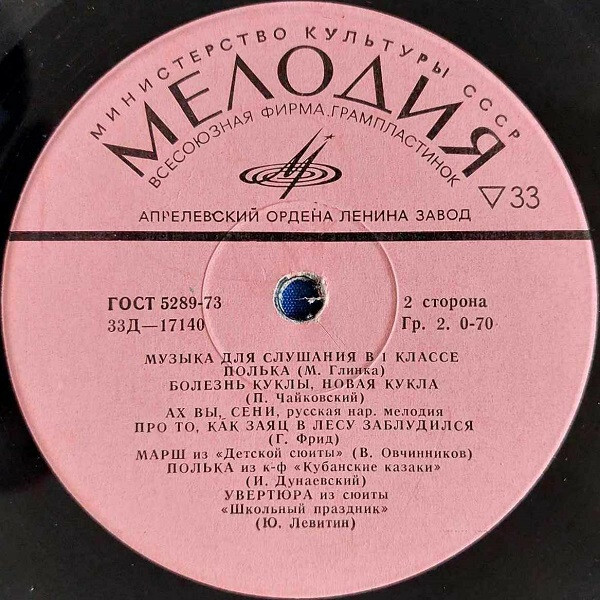 МИНИСТЕРСТВО КУЛЬТУРЫ СССР
МЕЛОДИЯ
ВСЕСОЮЗНАЯ ФИРМА ГРАМПЛАСТИНОК
33
АПРЕЛЕВСКИЙ ОРДЕНА ЛЕНИНА ЗАВОД
ГОСТ 5289-73
2 сторона
33Д—17140
Гр. 2. 0-70
МУЗЫКА ДЛЯ СЛУШАНИЯ В 1 КЛАССЕ
ПОЛЬКА (М. Глинка)
БОЛЕЗНЬ КУКЛЫ, НОВАЯ КУКЛА
(П. Чайковский)
АХ ВЫ, СЕНИ, русская нар. мелодия
ПРО ТО, КАК ЗАЯЦ В ЛЕСУ ЗАБЛУДИЛСЯ
(Г. Фрид)
МАРШ из «Детской сюиты» (В. Овчинников)
ПОЛЬКА из к-ф «Кубанские казаки»
(И. Дунаевский)
УВЕРТЮРА из сюиты
«Школьный праздник»
(Ю. Левитин)